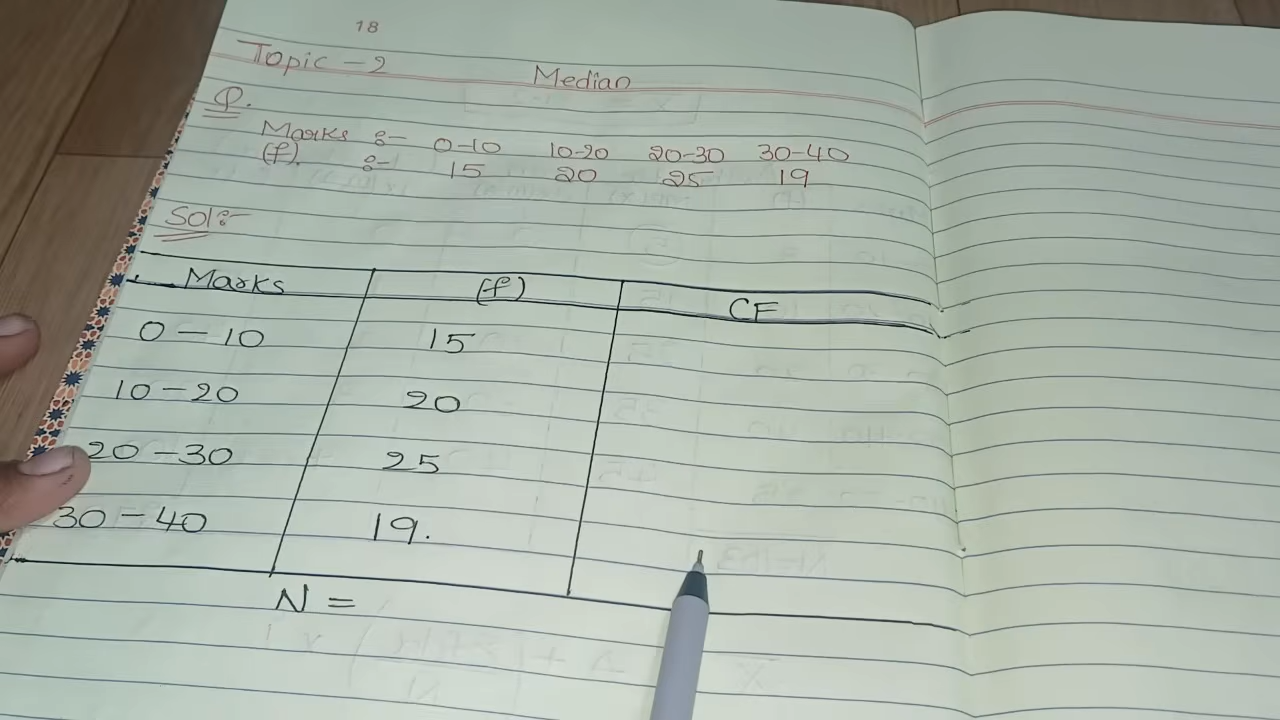 18
Topic - 2 Median
Q.
Marks :- 0-10 10-20 20-30 30-40
(f). :- 15 20 25 19
Sol:-
Marks (f) CF
0 - 10 15
10 - 20 20
20 - 30 25
30 - 40 19.
N =